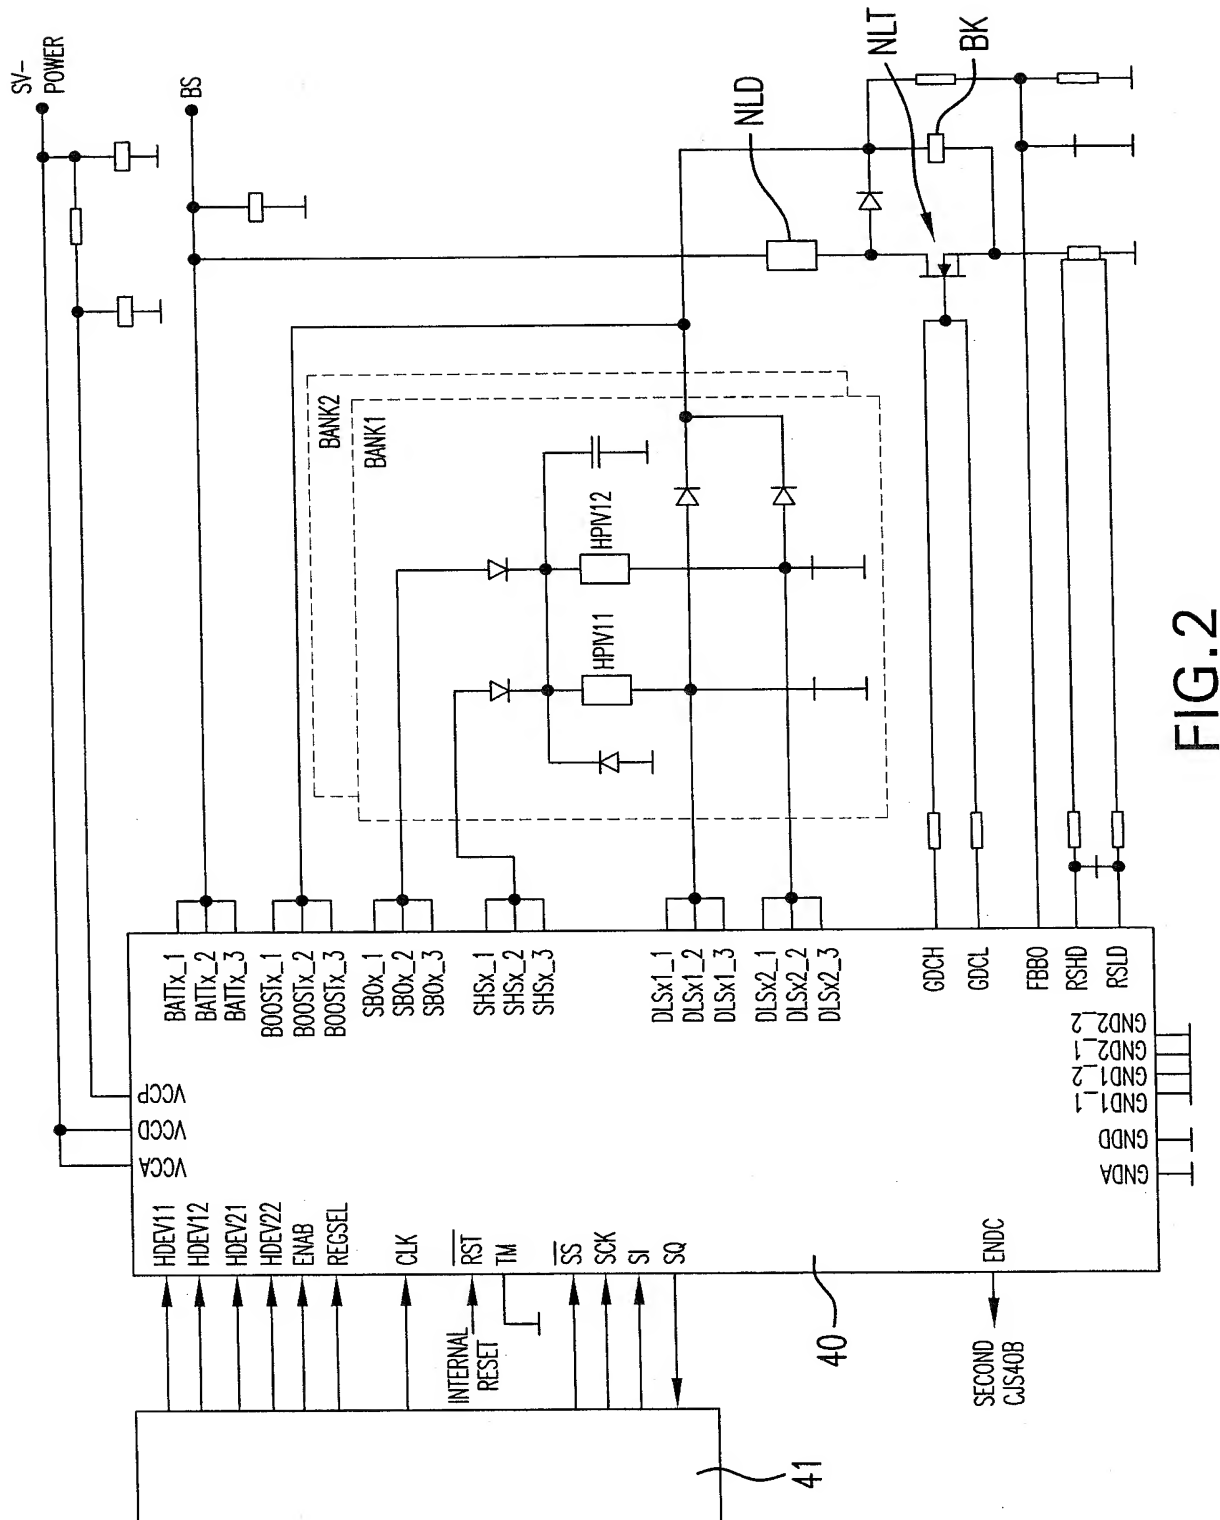 SV-
POWER
BS
NLD
NLT
BK
BANK2
BANK1
HPIV12
HPIV11
VCCP
VCCD
VCCA
BATTx_1
BATTx_2
BATTx_3
BOOSTx_1
BOOSTx_2
BOOSTx_3
SBOx_1
SBOx_2
SBOx_3
SHSx_1
SHSx_2
SHSx_3
DLSx1_1
DLSx1_2
DLSx1_3
DLSx2_1
DLSx2_2
DLSx2_3
GDCH
GDCL
FBBO
RSHD
RSLD
GND2_2
GND2_1
GND1_2
GND1_1
GNDD
GNDA
HDEV11
HDEV12
HDEV21
HDEV22
ENAB
REGSEL
CLK
RST
TM
SS
SCK
SI
SQ
ENDC
INTERNAL
RESET
40
SECOND
CJS40B
41
FIG.2